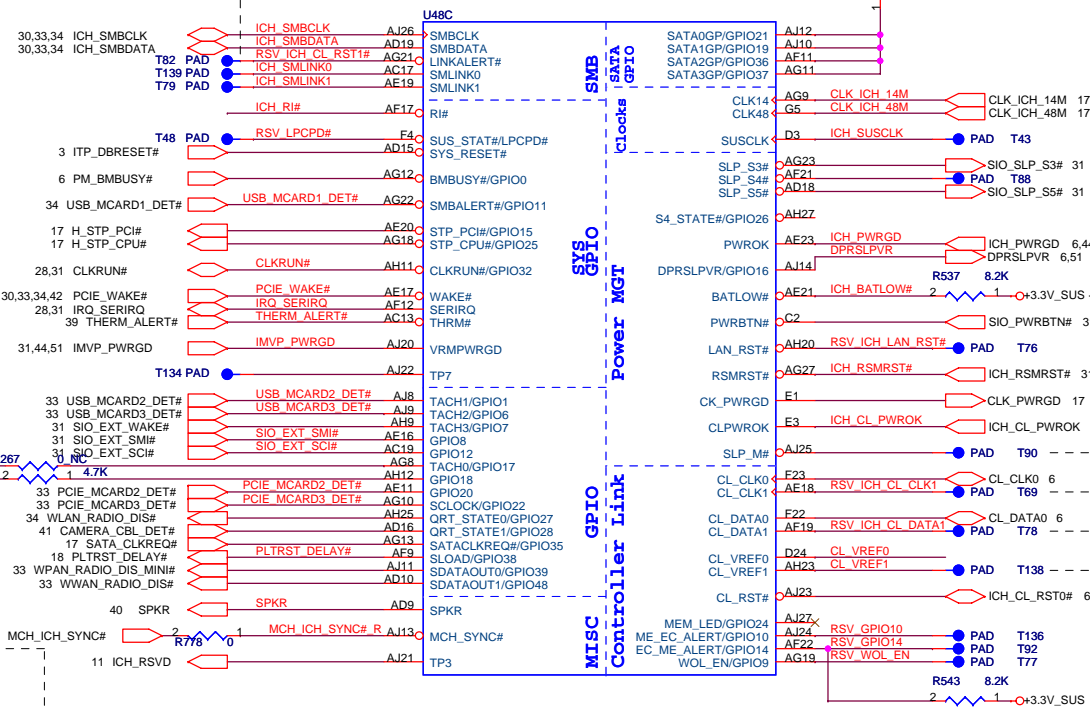 U48C
1
30,33,34 ICH_SMBCLK ICH_SMBCLK AJ26 SMBCLK
30,33,34 ICH_SMBDATA ICH_SMBDATA AD19 SMBDATA
T82 PAD RSV_ICH_CL_RST1# AG21 LINKALERT#
T139 PAD ICH_SMLINK0 AC17 SMLINK0
T79 PAD ICH_SMLINK1 AE19 SMLINK1
ICH_RI# AF17 RI#
T48 PAD RSV_LPCPD# F4 SUS_STAT#/LPCPD#
3 ITP_DBRESET# AD15 SYS_RESET#
6 PM_BMBUSY# AG12 BMBUSY#/GPIO0
34 USB_MCARD1_DET# USB_MCARD1_DET# AG22 SMBALERT#/GPIO11
17 H_STP_PCI# AE20 STP_PCI#/GPIO15
17 H_STP_CPU# AG18 STP_CPU#/GPIO25
28,31 CLKRUN# CLKRUN# AH11 CLKRUN#/GPIO32
30,33,34,42 PCIE_WAKE# PCIE_WAKE# AE17 WAKE#
28,31 IRQ_SERIRQ IRQ_SERIRQ AF12 SERIRQ
39 THERM_ALERT# THERM_ALERT# AC13 THRM#
31,44,51 IMVP_PWRGD IMVP_PWRGD AJ20 VRMPWRGD
T134 PAD AJ22 TP7
33 USB_MCARD2_DET# USB_MCARD2_DET# AJ8 TACH1/GPIO1
33 USB_MCARD3_DET# USB_MCARD3_DET# AJ9 TACH2/GPIO6
31 SIO_EXT_WAKE# AH9 TACH3/GPIO7
31 SIO_EXT_SMI# SIO_EXT_SMI# AE16 GPIO8
31 SIO_EXT_SCI# SIO_EXT_SCI# AC19 GPIO12
267 0_NC AG8 TACH0/GPIO17
2 1 4.7K AH12 GPIO18
33 PCIE_MCARD2_DET# PCIE_MCARD2_DET# AE11 GPIO20
33 PCIE_MCARD3_DET# PCIE_MCARD3_DET# AG10 SCLOCK/GPIO22
34 WLAN_RADIO_DIS# AH25 QRT_STATE0/GPIO27
41 CAMERA_CBL_DET# AD16 QRT_STATE1/GPIO28
17 SATA_CLKREQ# AG13 SATACLKREQ#/GPIO35
18 PLTRST_DELAY# PLTRST_DELAY# AF9 SLOAD/GPIO38
33 WPAN_RADIO_DIS_MINI# AJ11 SDATAOUT0/GPIO39
33 WWAN_RADIO_DIS# AD10 SDATAOUT1/GPIO48
40 SPKR SPKR AD9 SPKR
MCH_ICH_SYNC# 2 R778 1 0 MCH_ICH_SYNC#_R AJ13 MCH_SYNC#
11 ICH_RSVD AJ21 TP3
SMB
SYS
GPIO
GPIO
MISC
SATA
GPIO
Clocks
Power MGT
Controller Link
SATA0GP/GPIO21 AJ12
SATA1GP/GPIO19 AJ10
SATA2GP/GPIO36 AF11
SATA3GP/GPIO37 AG11
CLK14 AG9 CLK_ICH_14M CLK_ICH_14M 17
CLK48 G5 CLK_ICH_48M CLK_ICH_48M 17
SUSCLK D3 ICH_SUSCLK PAD T43
SLP_S3# AG23 SIO_SLP_S3# 31
SLP_S4# AF21 PAD T88
SLP_S5# AD18 SIO_SLP_S5# 31
S4_STATE#/GPIO26 AH27
PWROK AE23 ICH_PWRGD ICH_PWRGD 6,44
DPRSLPVR/GPIO16 AJ14 DPRSLPVR DPRSLPVR 6,51
BATLOW# AE21 ICH_BATLOW# R537 8.2K 2 1 +3.3V_SUS
PWRBTN# C2 SIO_PWRBTN# 3
LAN_RST# AH20 RSV_ICH_LAN_RST# PAD T76
RSMRST# AG27 ICH_RSMRST# ICH_RSMRST# 31
CK_PWRGD E1 CLK_PWRGD 17
CLPWROK E3 ICH_CL_PWROK ICH_CL_PWROK
SLP_M# AJ25 PAD T90
CL_CLK0 F23 CL_CLK0 6
CL_CLK1 AE18 RSV_ICH_CL_CLK1 PAD T69
CL_DATA0 F22 CL_DATA0 6
CL_DATA1 AF19 RSV_ICH_CL_DATA1 PAD T78
CL_VREF0 D24 CL_VREF0
CL_VREF1 AH23 CL_VREF1 PAD T138
CL_RST# AJ23 ICH_CL_RST0# 6
MEM_LED/GPIO24 AJ27
ME_EC_ALERT/GPIO10 AJ24 RSV_GPIO10 PAD T136
EC_ME_ALERT/GPIO14 AF22 RSV_GPIO14 PAD T92
WOL_EN/GPIO9 AG19 RSV_WOL_EN PAD T77
R543 8.2K
2 1 +3.3V_SUS